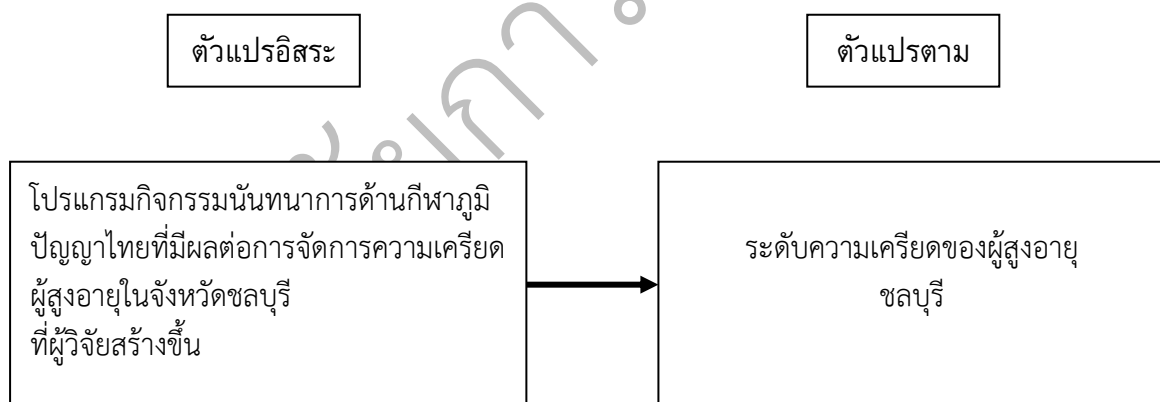 ตัวแปรอิสระ
ตัวแปรตาม
โปรแกรมกิจกรรมนันทนาการด้านกีฬาภูมิ
ปัญญาไทยที่มีผลต่อการจัดการความเครียด
ผู้สูงอายุในจังหวัดชลบุรี
ที่ผู้วิจัยสร้างขึ้น
ระดับความเครียดของผู้สูงอายุ
ชลบุรี